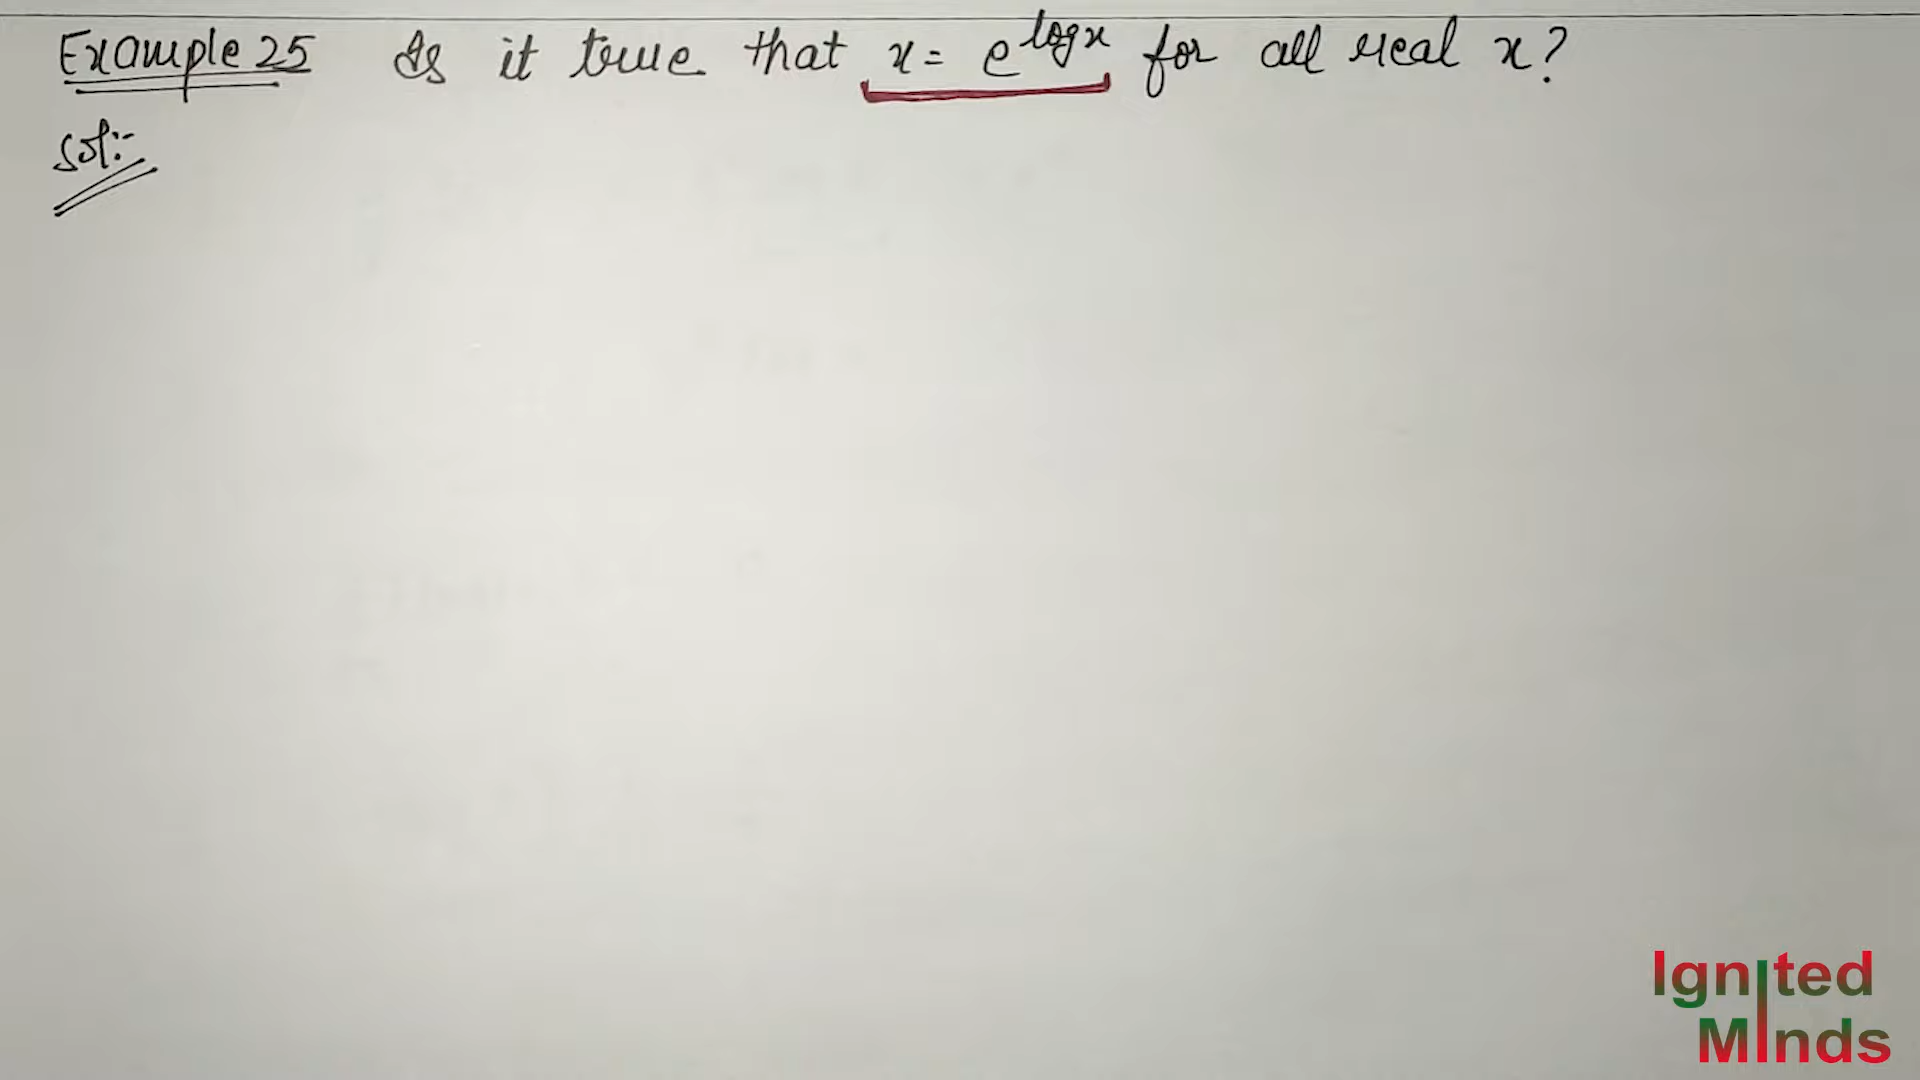 Example 25 Is it true that x = e^log x for all real x?
Sol:-
Ignited
Minds